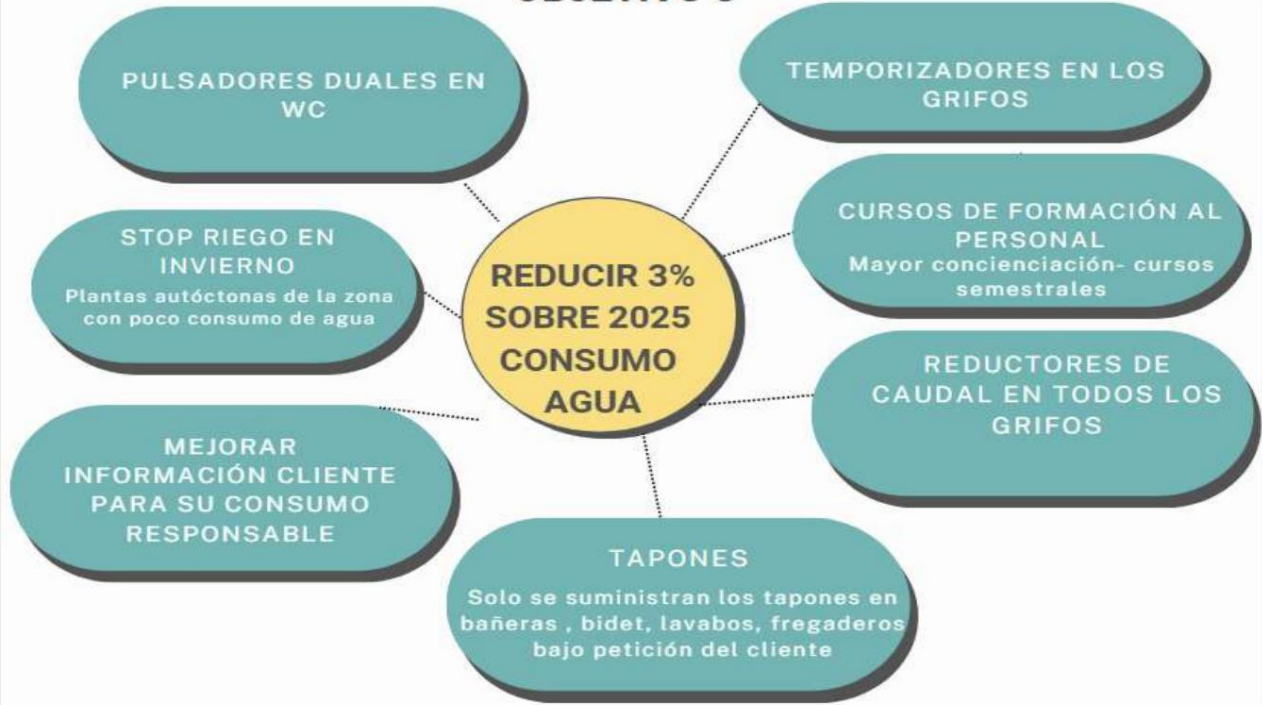 PULSADORES DUALES EN
WC
TEMPORIZADORES EN LOS
GRIFOS
STOP RIEGO EN
INVIERNO
Plantas autóctonas de la zona
con poco consumo de agua
REDUCIR 3%
SOBRE 2025
CONSUMO
AGUA
CURSOS DE FORMACIÓN AL
PERSONAL
Mayor concienciación- cursos
semestrales
REDUCTORES DE
CAUDAL EN TODOS LOS
GRIFOS
MEJORAR
INFORMACIÓN CLIENTE
PARA SU CONSUMO
RESPONSABLE
TAPONES
Solo se suministran los tapones en
bañeras , bidet, lavabos, fregaderos
bajo petición del cliente